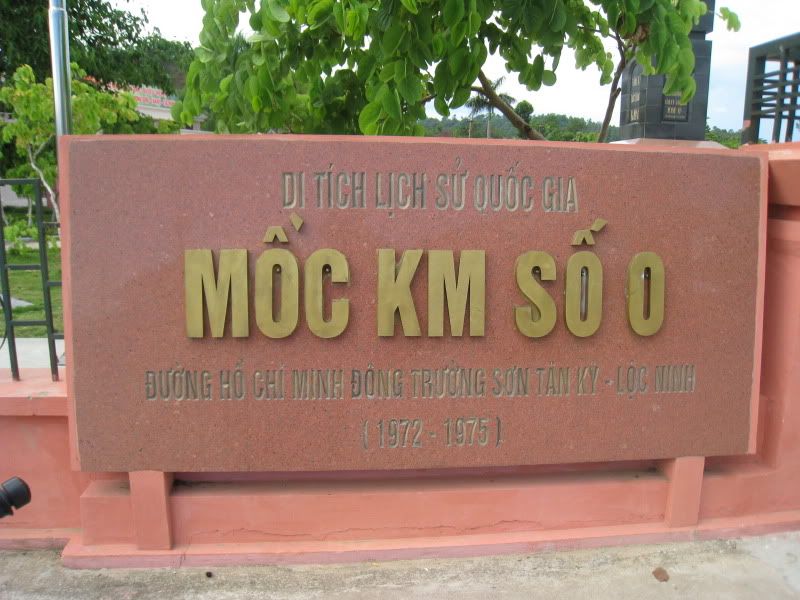 DI TÍCH LỊCH SỬ QUỐC GIA
MỒC KM SỐ 0
ĐƯỜNG HỒ CHÍ MINH ĐÔNG TRƯỜNG SƠN TÂN KỲ - LỘC NINH
( 1972 - 1975 )